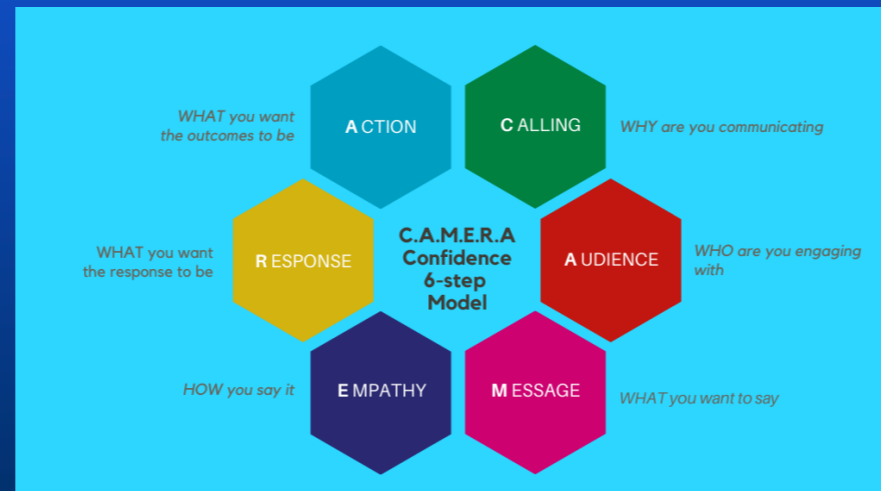 C ALLING
WHY are you communicating
A UDIENCE
WHO are you engaging
with
M ESSAGE
WHAT you want to say
E MPATHY
HOW you say it
R ESPONSE
WHAT you want
the response to be
A CTION
WHAT you want
the outcomes to be
C.A.M.E.R.A
Confidence
6-step
Model